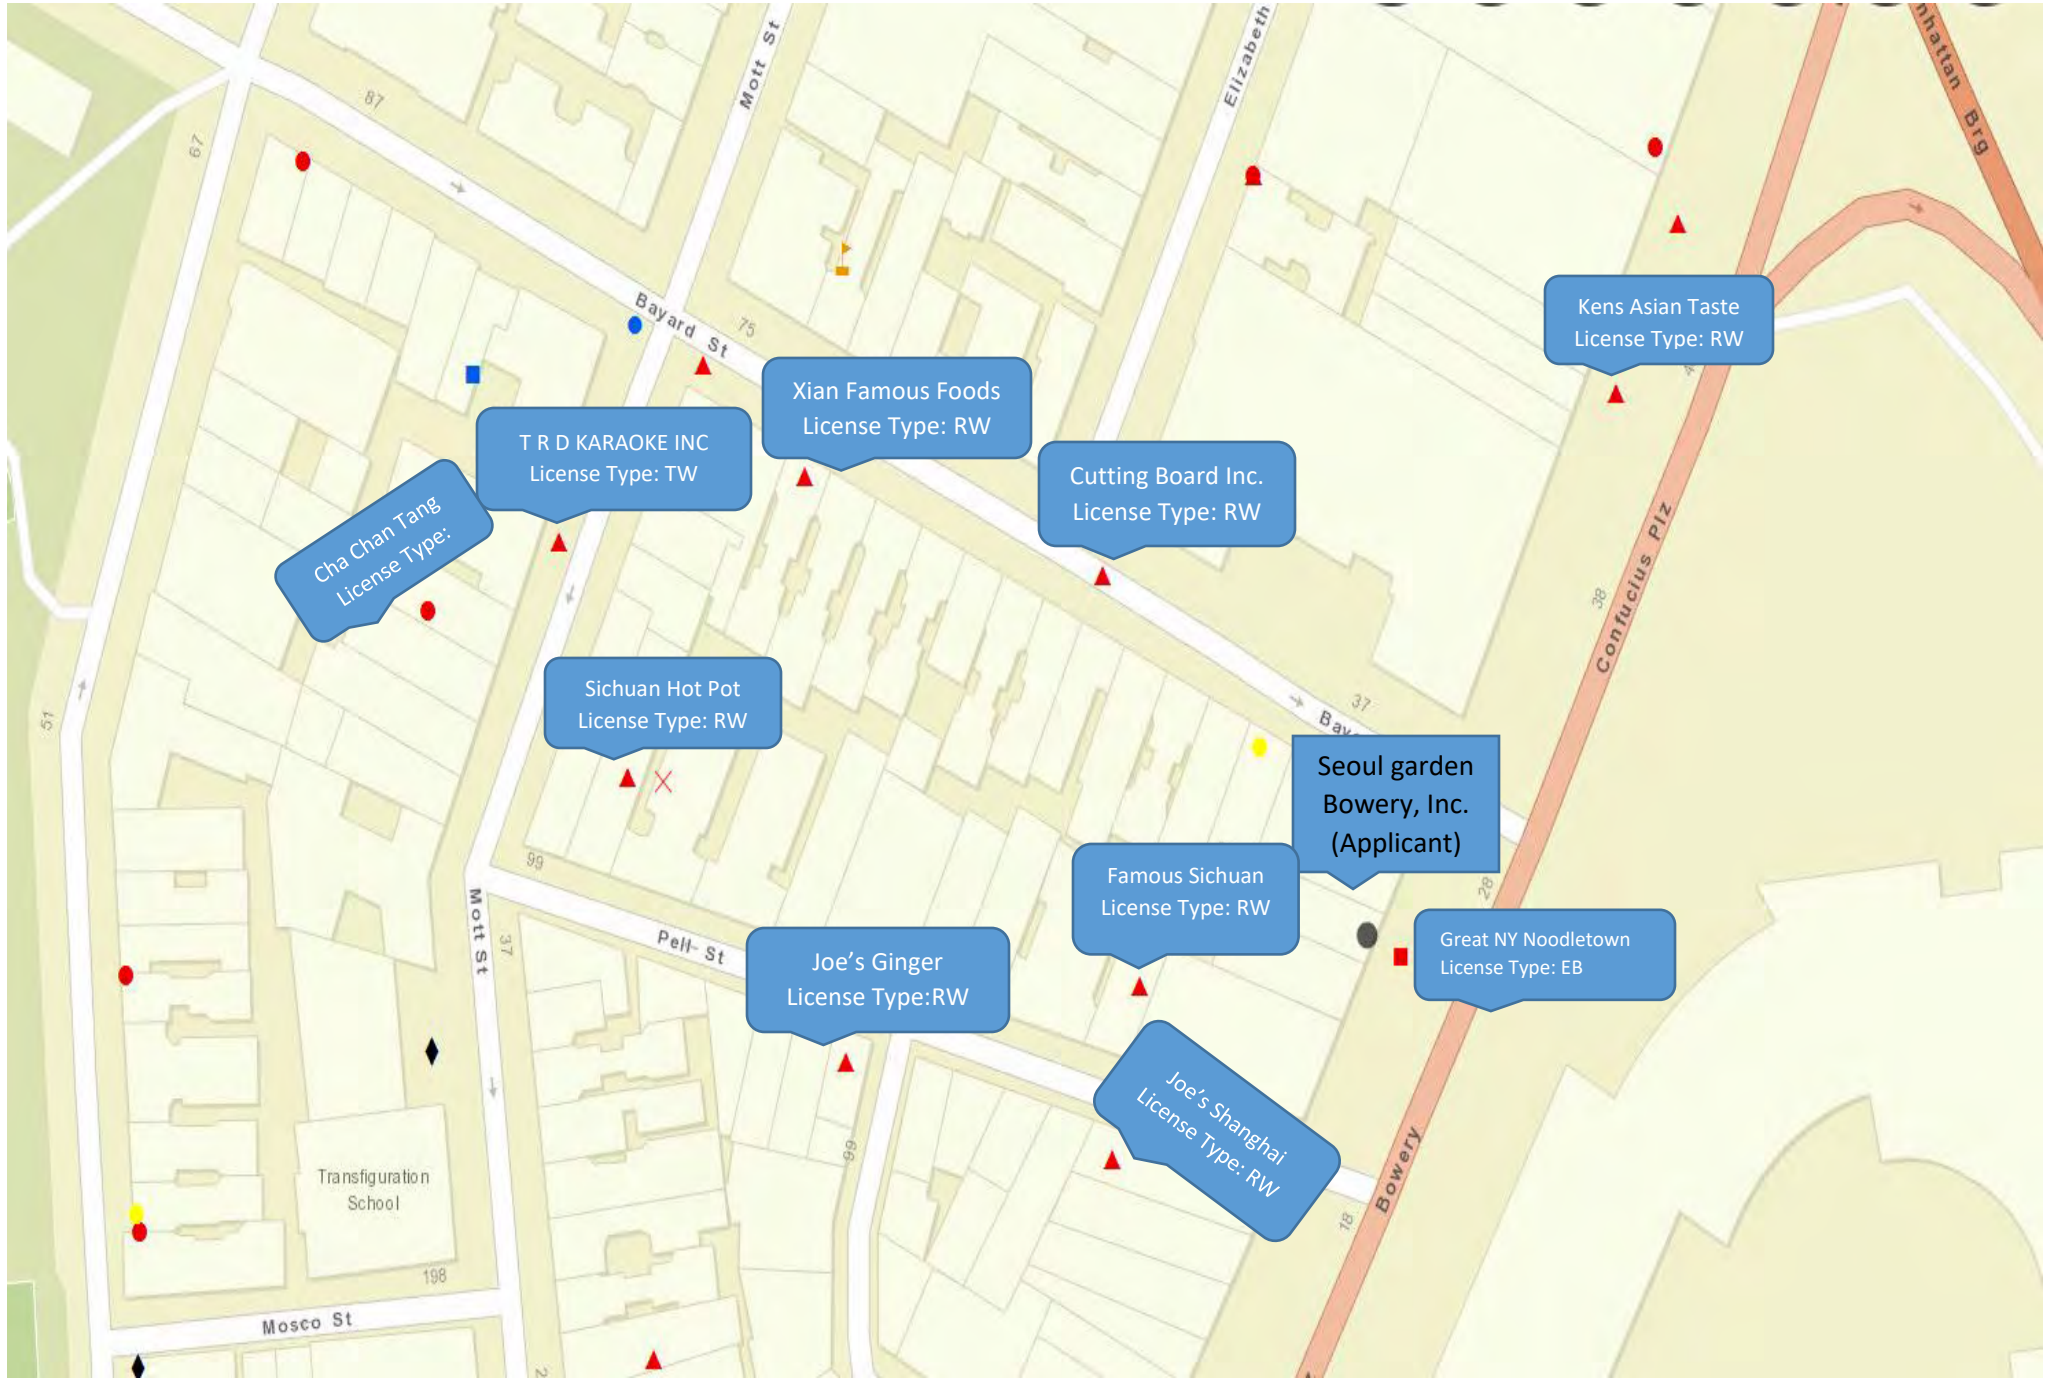 Mott St
Elizabeth
nhattan Brg
87
67
Bayard St
75
Kens Asian Taste
License Type: RW
Xian Famous Foods
License Type: RW
T R D KARAOKE INC
License Type: TW
Cutting Board Inc.
License Type: RW
Cha Chan Tang
License Type:
Confucius Plz
38
51
Sichuan Hot Pot
License Type: RW
37
Seoul garden
Bowery, Inc.
(Applicant)
99
Famous Sichuan
License Type: RW
28
Mott St
37
Pell St
Joe's Ginger
License Type:RW
Great NY Noodletown
License Type: EB
Joe's Shanghai
License Type: RW
99
Bowery
18
Transfiguration
School
198
Mosco St